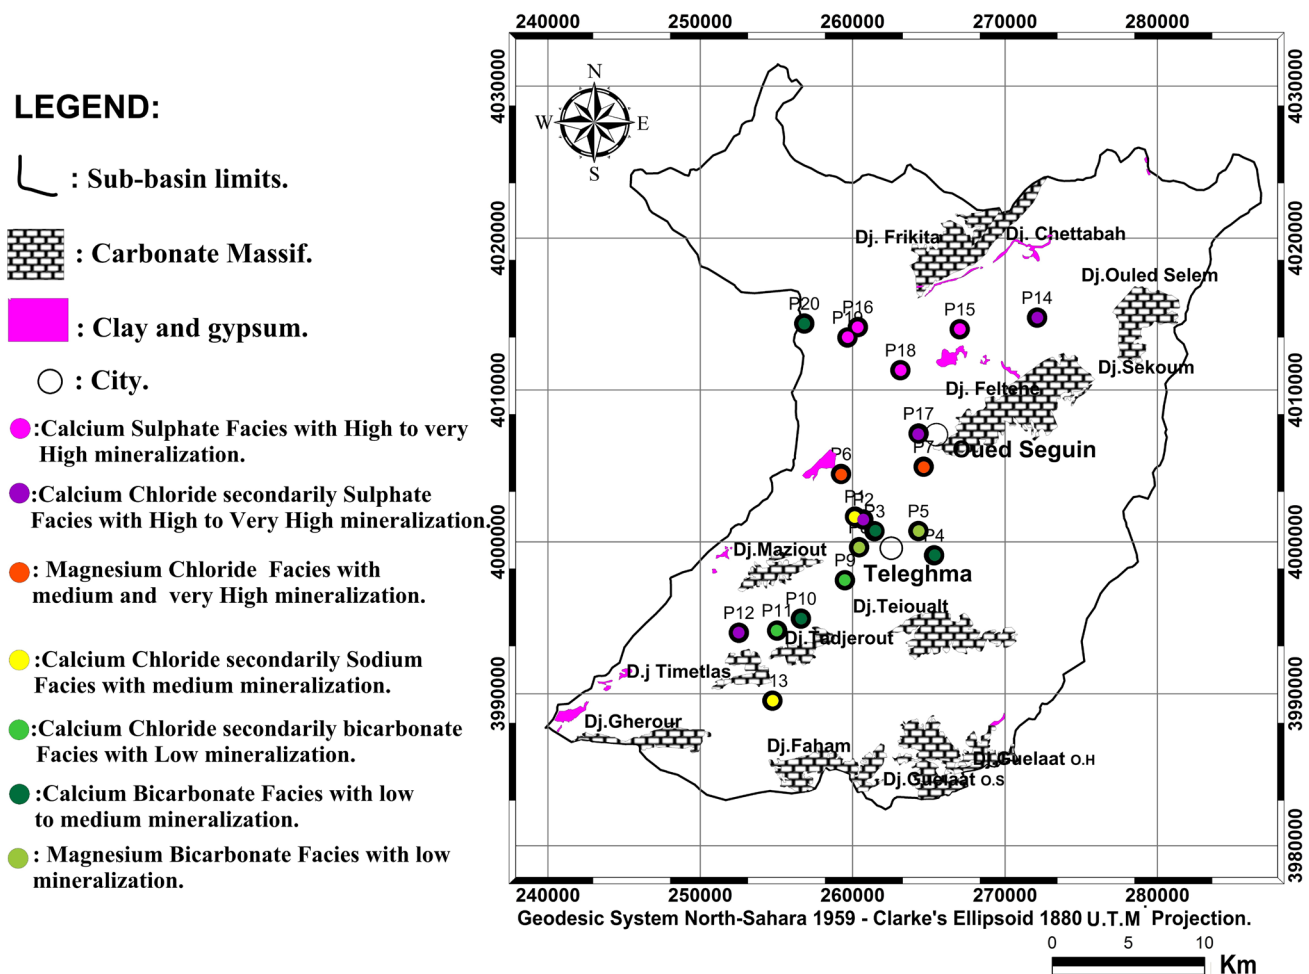 LEGEND:
: Sub-basin limits.
: Carbonate Massif.
: Clay and gypsum.
: City.
:Calcium Sulphate Facies with High to very
High mineralization.
:Calcium Chloride secondarily Sulphate
Facies with High to Very High mineralization.
: Magnesium Chloride Facies with
medium and very High mineralization.
:Calcium Chloride secondarily Sodium
Facies with medium mineralization.
:Calcium Chloride secondarily bicarbonate
Facies with Low mineralization.
:Calcium Bicarbonate Facies with low
to medium mineralization.
: Magnesium Bicarbonate Facies with low
mineralization.
240000 250000 260000 270000 280000
4030000
4030000
4020000
4020000
4010000
4010000
4000000
4000000
3990000
3990000
3980000
3980000
N
W E
S
Dj. Frikita
Dj. Chettabah
Dj.Ouled Selem
P20
P16
P15
P14
P18
Dj.Sekoum
Dj. Feltene
P17
Oued Seguin
P7
P6
P1
P2
P3
P5
P4
Dj.Maziout
P9
Teleghma
Dj.Teioualt
P10
P11
P12
Dj.Tadjerout
D.j Timetlas
13
Dj.Gherour
Dj.Faham
Dj.Guelaat O.H
Dj.Guelaat O.S
240000 250000 260000 270000 280000
Geodesic System North-Sahara 1959 - Clarke's Ellipsoid 1880 U.T.M Projection.
0 5 10
Km